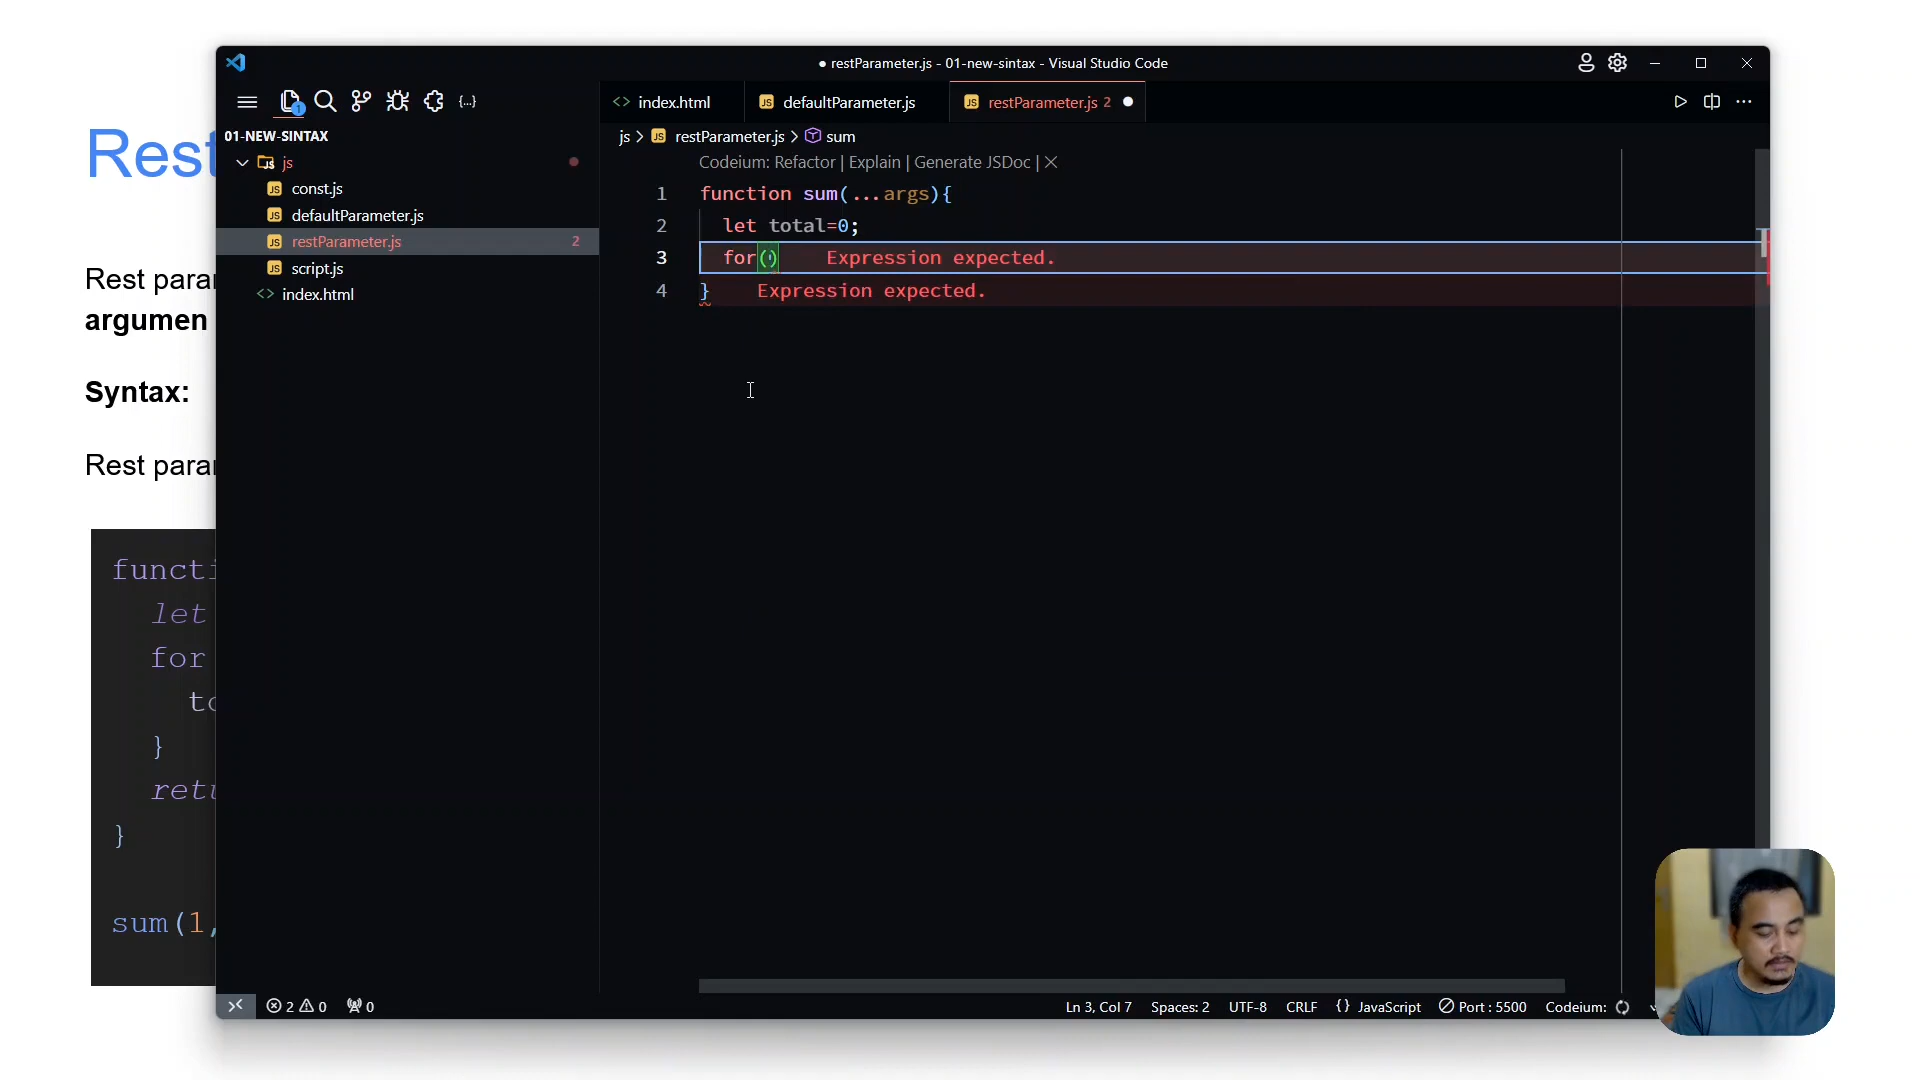 Rest
Rest para
argumen
Syntax:
Rest para
functi
let
for
to
}
retu
}
sum(1,
restParameter.js - 01-new-sintax - Visual Studio Code
1
{...}
index.html
defaultParameter.js
restParameter.js 2
01-NEW-SINTAX
js
const.js
defaultParameter.js
restParameter.js 2
script.js
index.html
js > restParameter.js > sum
Codeium: Refactor | Explain | Generate JSDoc | X
1 function sum(...args){
2 let total=0;
3 for() Expression expected.
4 } Expression expected.
2 0 0
Ln 3, Col 7 Spaces: 2 UTF-8 CRLF {} JavaScript Port : 5500 Codeium: